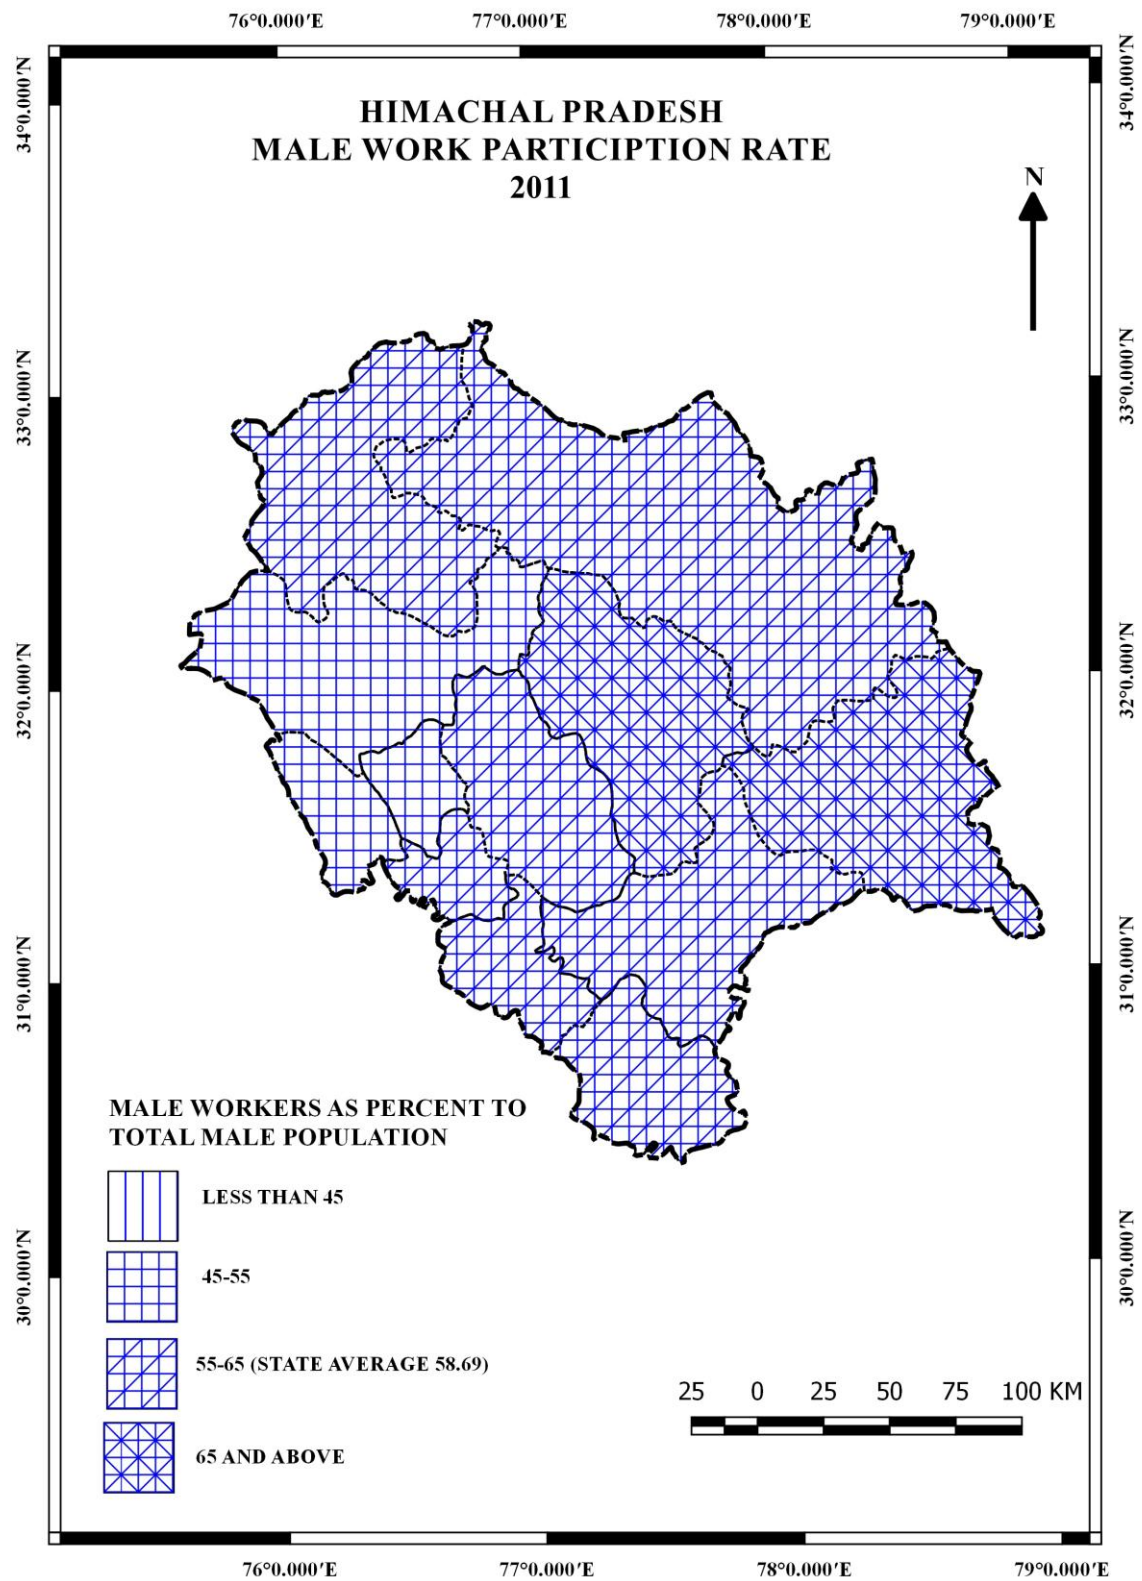 76°0.000′E 77°0.000′E 78°0.000′E 79°0.000′E
34°0.000′N 34°0.000′N
HIMACHAL PRADESH
MALE WORK PARTICIPTION RATE
2011
N
33°0.000′N 33°0.000′N
32°0.000′N 32°0.000′N
31°0.000′N 31°0.000′N
MALE WORKERS AS PERCENT TO
TOTAL MALE POPULATION
LESS THAN 45
30°0.000′N 30°0.000′N
45-55
55-65 (STATE AVERAGE 58.69)
25 0 25 50 75 100 KM
65 AND ABOVE
76°0.000′E 77°0.000′E 78°0.000′E 79°0.000′E